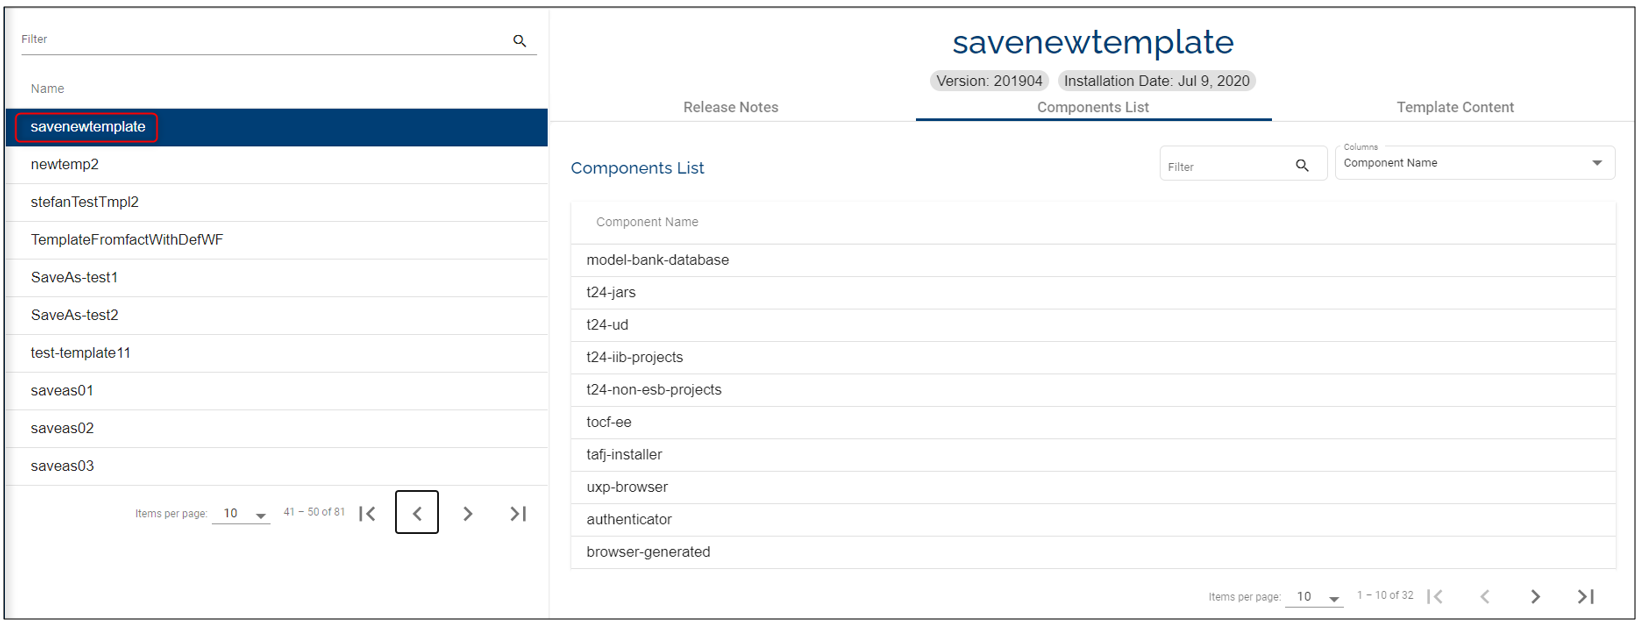 Filter
Name
savenewtemplate
newtemp2
stefanTestTmpl2
TemplateFromfactWithDefWF
SaveAs-test1
SaveAs-test2
test-template11
saveas01
saveas02
saveas03
Items per page: 10 41 – 50 of 81
savenewtemplate
Version: 201904 Installation Date: Jul 9, 2020
Release Notes Components List Template Content
Components List
Filter
Columns
Component Name
Component Name
model-bank-database
t24-jars
t24-ud
t24-iib-projects
t24-non-esb-projects
tocf-ee
tafj-installer
uxp-browser
authenticator
browser-generated
Items per page: 10 1 – 10 of 32